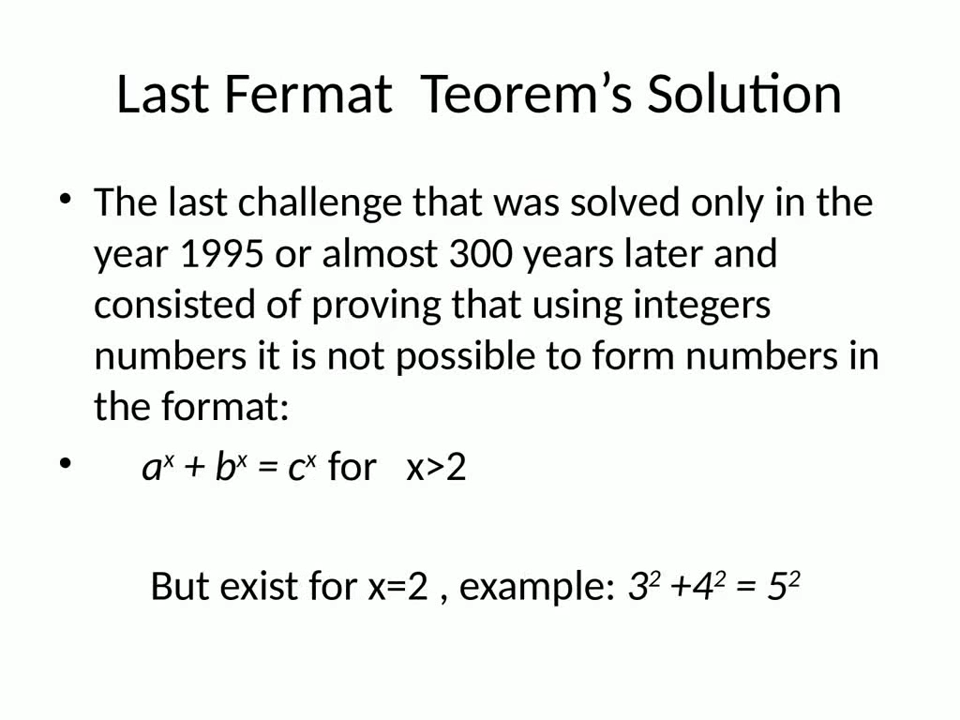 Last Fermat  Teorem’s Solution
• The last challenge that was solved only in the
year 1995 or almost 300 years later and
consisted of proving that using integers
numbers it is not possible to form numbers in
the format:
• aˣ + bˣ = cˣ for   x>2
But exist for x=2 , example: 3² +4² = 5²